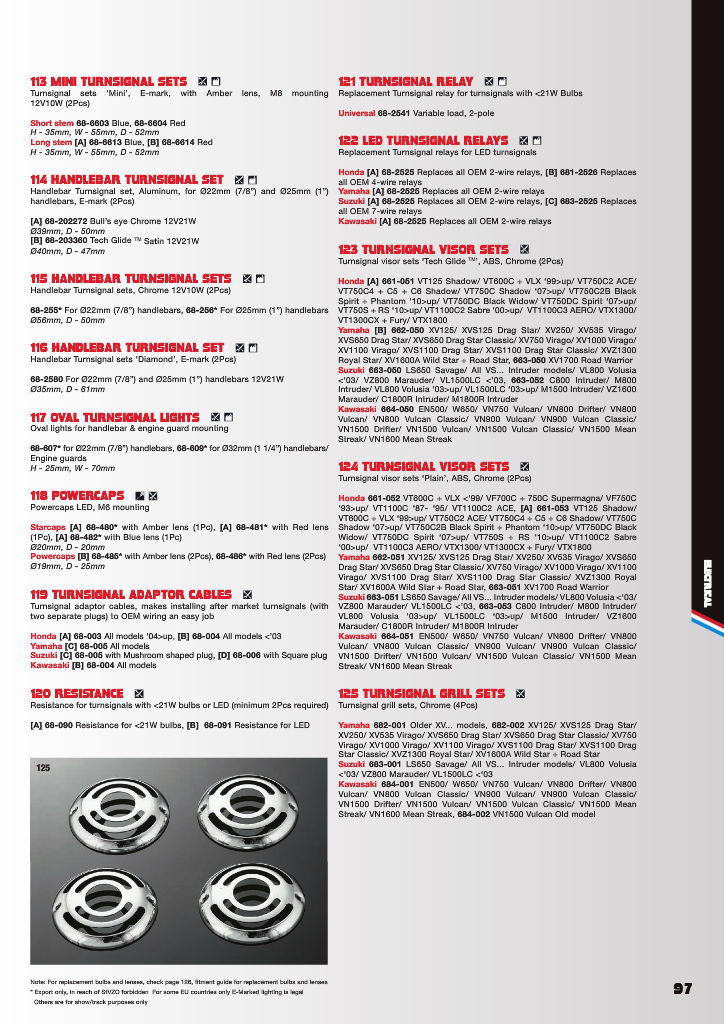 113 MINI TURNSIGNAL SETS
Turnsignal sets 'Mini', E-mark, with Amber lens, M8 mounting
12V10W (2Pcs)
Short stem 68-6603 Blue, 68-6604 Red
H - 35mm, W - 55mm, D - 52mm
Long stem [A] 68-6613 Blue, [B] 68-6614 Red
H - 35mm, W - 55mm, D - 52mm
114 HANDLEBAR TURNSIGNAL SET
Handlebar Turnsignal set, Aluminum, for Ø22mm (7/8") and Ø25mm (1")
handlebars, E-mark (2Pcs)
[A] 68-202272 Bull's eye Chrome 12V21W
Ø39mm, D - 50mm
[B] 68-203360 Tech Glide ™ Satin 12V21W
Ø40mm, D - 47mm
115 HANDLEBAR TURNSIGNAL SETS
Handlebar Turnsignal sets, Chrome 12V10W (2Pcs)
68-255* For Ø22mm (7/8") handlebars, 68-256* For Ø25mm (1") handlebars
Ø56mm, D - 50mm
116 HANDLEBAR TURNSIGNAL SET
Handlebar Turnsignal sets 'Diamond', E-mark (2Pcs)
68-2580 For Ø22mm (7/8") and Ø25mm (1") handlebars 12V21W
Ø35mm, D - 61mm
117 OVAL TURNSIGNAL LIGHTS
Oval lights for handlebar & engine guard mounting
68-607* for Ø22mm (7/8") handlebars, 68-609* for Ø32mm (1 1/4") handlebars/
Engine guards
H - 25mm, W - 70mm
118 POWERCAPS
Powercaps LED, M6 mounting
Starcaps [A] 68-480* with Amber lens (1Pc), [A] 68-481* with Red lens
(1Pc), [A] 68-482* with Blue lens (1Pc)
Ø20mm, D - 20mm
Powercaps [B] 68-485* with Amber lens (2Pcs), 68-486* with Red lens (2Pcs)
Ø19mm, D - 25mm
119 TURNSIGNAL ADAPTOR CABLES
Turnsignal adaptor cables, makes installing after market turnsignals (with
two separate plugs) to OEM wiring an easy job
Honda [A] 68-003 All models '04>up, [B] 68-004 All models <'03
Yamaha [C] 68-005 All models
Suzuki [C] 68-005 with Mushroom shaped plug, [D] 68-006 with Square plug
Kawasaki [B] 68-004 All models
120 RESISTANCE
Resistance for turnsignals with <21W bulbs or LED (minimum 2Pcs required)
[A] 68-090 Resistance for <21W bulbs, [B] 68-091 Resistance for LED
125
Note: For replacement bulbs and lenses, check page 126, fitment guide for replacement bulbs and lenses
* Export only, in reach of StVZO forbidden For some EU countries only E-Marked lighting is legal
Others are for show/track purposes only
121 TURNSIGNAL RELAY
Replacement Turnsignal relay for turnsignals with <21W Bulbs
Universal 68-2541 Variable load, 2-pole
122 LED TURNSIGNAL RELAYS
Replacement Turnsignal relays for LED turnsignals
Honda [A] 68-2525 Replaces all OEM 2-wire relays, [B] 681-2526 Replaces
all OEM 4-wire relays
Yamaha [A] 68-2525 Replaces all OEM 2-wire relays
Suzuki [A] 68-2525 Replaces all OEM 2-wire relays, [C] 683-2525 Replaces
all OEM 7-wire relays
Kawasaki [A] 68-2525 Replaces all OEM 2-wire relays
123 TURNSIGNAL VISOR SETS
Turnsignal visor sets 'Tech Glide ™', ABS, Chrome (2Pcs)
Honda [A] 661-051 VT125 Shadow/ VT600C ÷ VLX '99>up/ VT750C2 ACE/
VT750C4 ÷ C5 ÷ C6 Shadow/ VT750C Shadow '07>up/ VT750C2B Black
Spirit ÷ Phantom '10>up/ VT750DC Black Widow/ VT750DC Spirit '07>up/
VT750S ÷ RS '10>up/ VT1100C2 Sabre '00>up/ VT1100C3 AERO/ VTX1300/
VT1300CX ÷ Fury/ VTX1800
Yamaha [B] 662-050 XV125/ XVS125 Drag Star/ XV250/ XV535 Virago/
XVS650 Drag Star/ XVS650 Drag Star Classic/ XV750 Virago/ XV1000 Virago/
XV1100 Virago/ XVS1100 Drag Star/ XVS1100 Drag Star Classic/ XVZ1300
Royal Star/ XV1600A Wild Star ÷ Road Star, 663-050 XV1700 Road Warrior
Suzuki 663-050 LS650 Savage/ All VS... Intruder models/ VL800 Volusia
<'03/ VZ800 Marauder/ VL1500LC <'03, 663-052 C800 Intruder/ M800
Intruder/ VL800 Volusia '03>up/ VL1500LC '03>up/ M1500 Intruder/ VZ1600
Marauder/ C1800R Intruder/ M1800R Intruder
Kawasaki 664-050 EN500/ W650/ VN750 Vulcan/ VN800 Drifter/ VN800
Vulcan/ VN800 Vulcan Classic/ VN900 Vulcan/ VN900 Vulcan Classic/
VN1500 Drifter/ VN1500 Vulcan/ VN1500 Vulcan Classic/ VN1500 Mean
Streak/ VN1600 Mean Streak
124 TURNSIGNAL VISOR SETS
Turnsignal visor sets 'Plain', ABS, Chrome (2Pcs)
Honda 661-052 VT600C ÷ VLX <'99/ VF700C ÷ 750C Supermagna/ VF750C
'93>up/ VT1100C '87- '95/ VT1100C2 ACE, [A] 661-053 VT125 Shadow/
VT600C ÷ VLX '99>up/ VT750C2 ACE/ VT750C4 ÷ C5 ÷ C6 Shadow/ VT750C
Shadow '07>up/ VT750C2B Black Spirit ÷ Phantom '10>up/ VT750DC Black
Widow/ VT750DC Spirit '07>up/ VT750S ÷ RS '10>up/ VT1100C2 Sabre
'00>up/ VT1100C3 AERO/ VTX1300/ VT1300CX ÷ Fury/ VTX1800
Yamaha 662-051 XV125/ XVS125 Drag Star/ XV250/ XV535 Virago/ XVS650
Drag Star/ XVS650 Drag Star Classic/ XV750 Virago/ XV1000 Virago/ XV1100
Virago/ XVS1100 Drag Star/ XVS1100 Drag Star Classic/ XVZ1300 Royal
Star/ XV1600A Wild Star ÷ Road Star, 663-051 XV1700 Road Warrior
Suzuki 663-051 LS650 Savage/ All VS... Intruder models/ VL800 Volusia <'03/
VZ800 Marauder/ VL1500LC <'03, 663-053 C800 Intruder/ M800 Intruder/
VL800 Volusia '03>up/ VL1500LC '03>up/ M1500 Intruder/ VZ1600
Marauder/ C1800R Intruder/ M1800R Intruder
Kawasaki 664-051 EN500/ W650/ VN750 Vulcan/ VN800 Drifter/ VN800
Vulcan/ VN800 Vulcan Classic/ VN900 Vulcan/ VN900 Vulcan Classic/
VN1500 Drifter/ VN1500 Vulcan/ VN1500 Vulcan Classic/ VN1500 Mean
Streak/ VN1600 Mean Streak
125 TURNSIGNAL GRILL SETS
Turnsignal grill sets, Chrome (4Pcs)
Yamaha 682-001 Older XV... models, 682-002 XV125/ XVS125 Drag Star/
XV250/ XV535 Virago/ XVS650 Drag Star/ XVS650 Drag Star Classic/ XV750
Virago/ XV1000 Virago/ XV1100 Virago/ XVS1100 Drag Star/ XVS1100 Drag
Star Classic/ XVZ1300 Royal Star/ XV1600A Wild Star ÷ Road Star
Suzuki 683-001 LS650 Savage/ All VS... Intruder models/ VL800 Volusia
<'03/ VZ800 Marauder/ VL1500LC <'03
Kawasaki 684-001 EN500/ W650/ VN750 Vulcan/ VN800 Drifter/ VN800
Vulcan/ VN800 Vulcan Classic/ VN900 Vulcan/ VN900 Vulcan Classic/
VN1500 Drifter/ VN1500 Vulcan/ VN1500 Vulcan Classic/ VN1500 Mean
Streak/ VN1600 Mean Streak, 684-002 VN1500 Vulcan Old model
ELECTRICAL
97